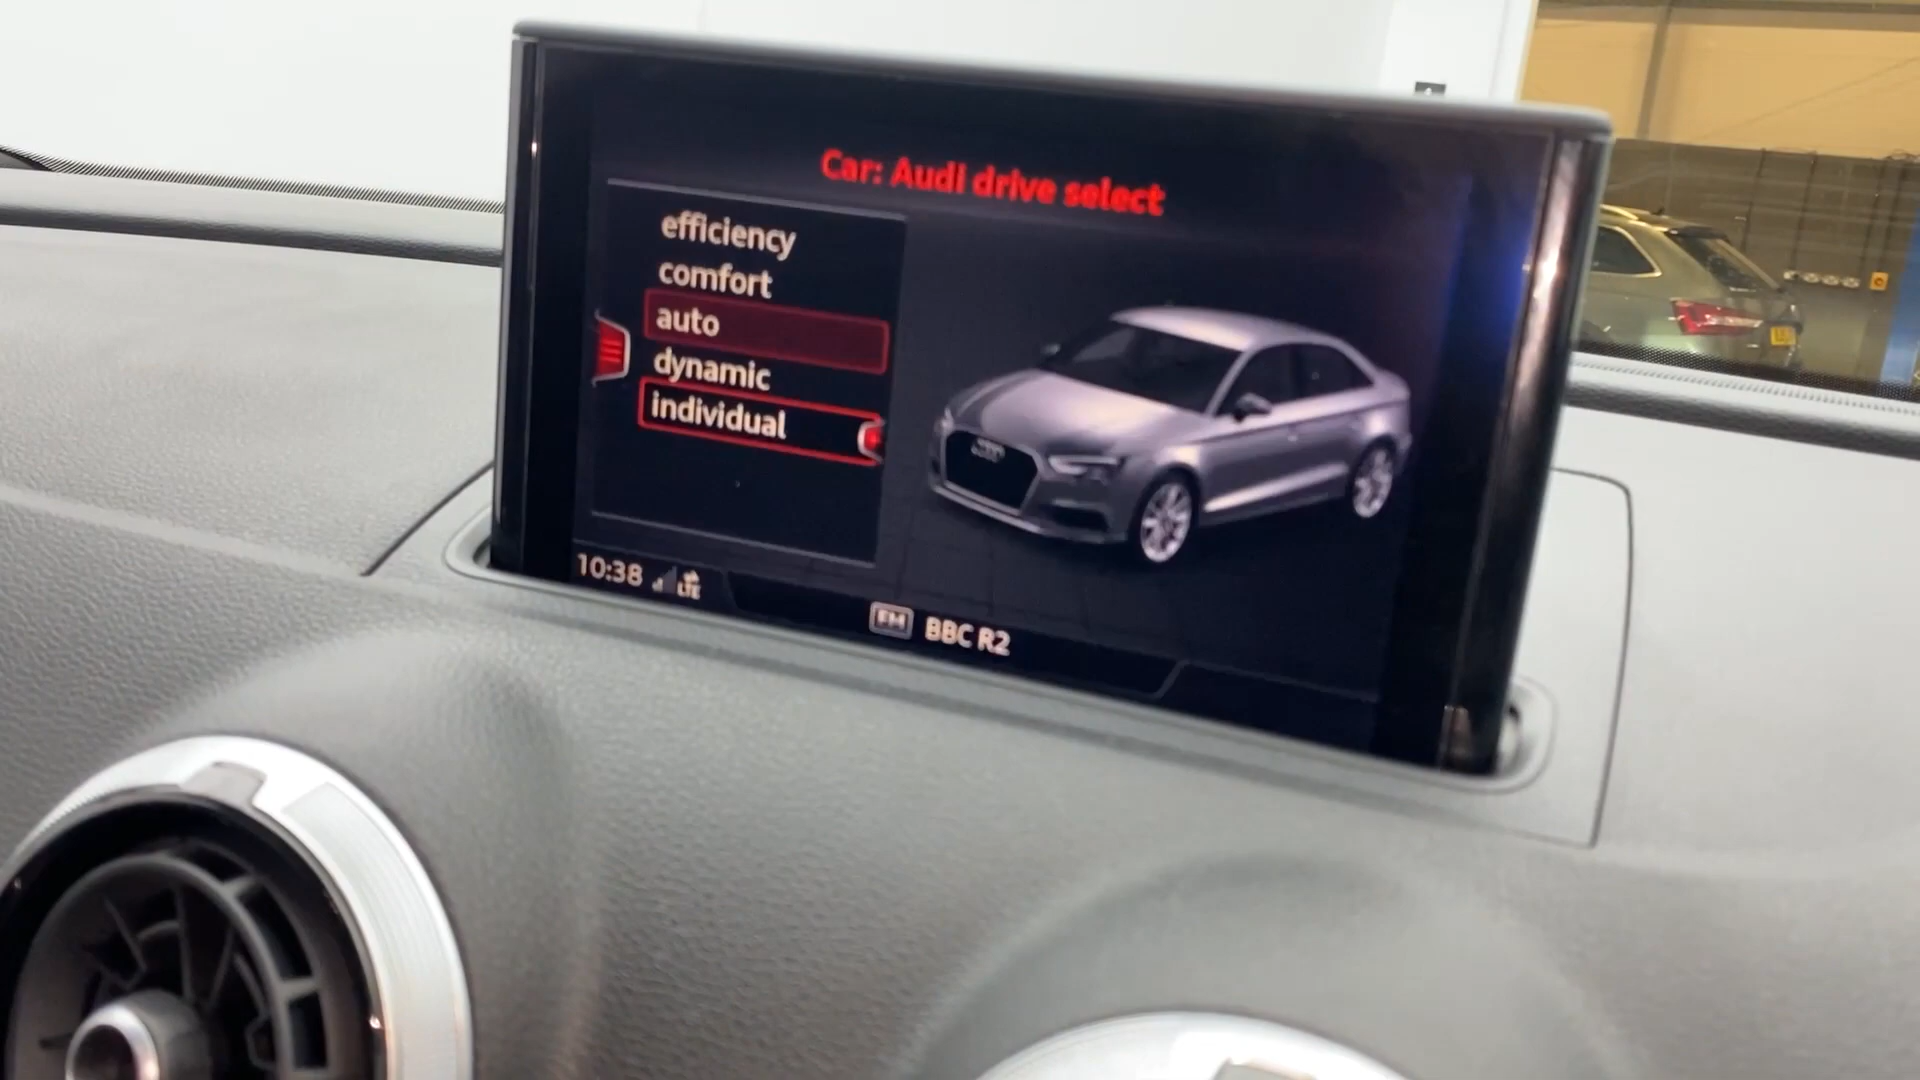 Car: Audi drive select
efficiency
comfort
auto
dynamic
individual
10:38 LTE
FM BBC R2